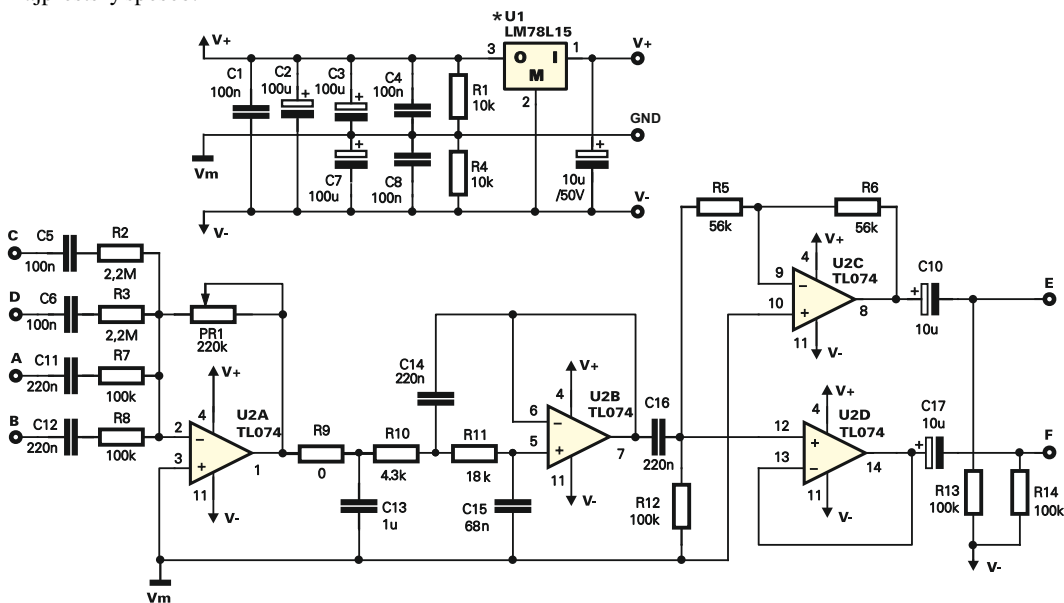 *U1
LM78L15
V+
3
O
I
M
1
2
V+
C1
100n
C2
100u
+
C3
100u
+
C4
100n
R1
10k
GND
Vm
C7
100u
+
C8
100n
R4
10k
+
10u
/50V
V-
V-
C
C5
100n
R2
2,2M
D
C6
100n
R3
2,2M
A
C11
220n
R7
100k
B
C12
220n
R8
100k
PR1
220k
V+
4
U2A
TL074
2
−
3
+
1
11
V-
R9
0
R10
4.3k
R11
18k
C13
1u
C14
220n
C15
68n
V+
4
U2B
TL074
6
−
5
+
7
11
V-
C16
220n
R12
100k
R5
56k
R6
56k
V+
4
U2C
TL074
9
−
10
+
8
11
V-
C10
+
10u
E
V+
4
U2D
TL074
12
+
13
−
14
11
V-
C17
10u
+
F
R13
100k
R14
100k
V-
Vm